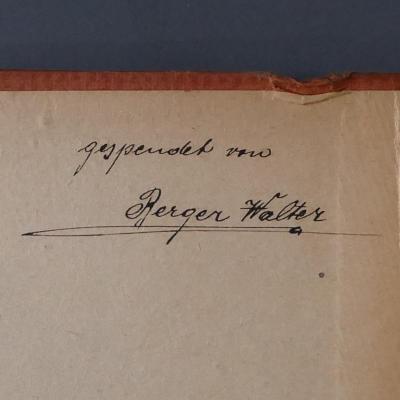 gespendet von
Berger Walter